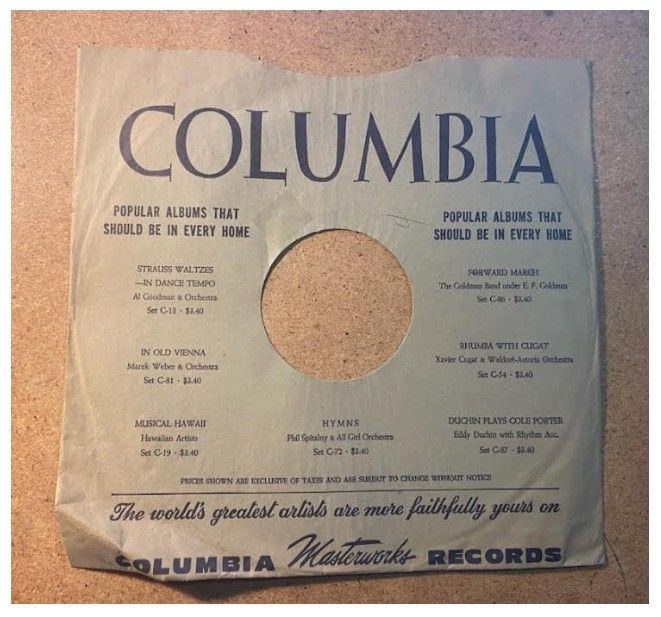 COLUMBIA
POPULAR ALBUMS THAT
SHOULD BE IN EVERY HOME
STRAUSS WALTZES
—IN DANCE TEMPO
Al Goodman & Orchestra
Set C-13 · $3.40
IN OLD VIENNA
Marek Weber & Orchestra
Set C-81 · $3.40
MUSICAL HAWAII
Hawaiian Artists
Set C-19 · $3.40
HYMNS
Phil Spitalny & All Girl Orchestra
Set C-72 · $3.40
POPULAR ALBUMS THAT
SHOULD BE IN EVERY HOME
FORWARD MARCH
The Goldman Band under E. F. Goldman
Set C-86 · $3.40
RHUMBA WITH CUGAT
Xavier Cugat & Waldorf-Astoria Orchestra
Set C-54 · $3.40
DUCHIN PLAYS COLE PORTER
Eddy Duchin with Rhythm Acc.
Set C-87 · $3.40
PRICES SHOWN ARE EXCLUSIVE OF TAXES AND ARE SUBJECT TO CHANGE WITHOUT NOTICE
The world's greatest artists are more faithfully yours on
COLUMBIA Masterworks RECORDS